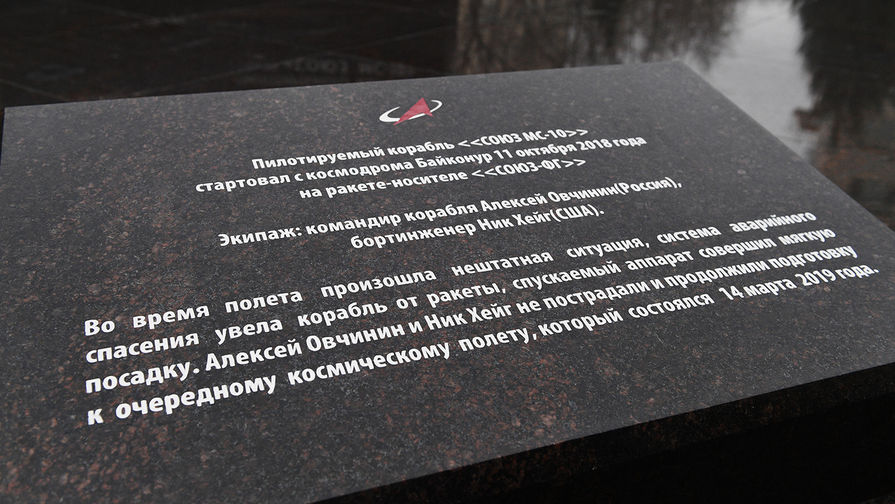 Пилотируемый корабль <<СОЮЗ МС-10>>
стартовал с космодрома Байконур 11 октября 2018 года
на ракете-носителе <<СОЮЗ-ФГ>>
Экипаж: командир корабля Алексей Овчинин(Россия),
бортинженер Ник Хейг(США).
Во время полета произошла нештатная ситуация, система аварийного
спасения увела корабль от ракеты, спускаемый аппарат совершил мягкую
посадку. Алексей Овчинин и Ник Хейг не пострадали и продолжили подготовку
к очередному космическому полету, который состоялся 14 марта 2019 года.